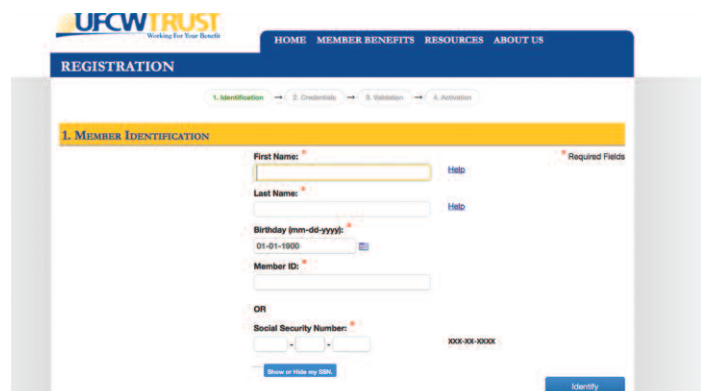 UFCWTRUST
Working For Your Benefit
HOME MEMBER BENEFITS RESOURCES ABOUT US
REGISTRATION
1. Identification → 2. Credentials → 3. Validation → 4. Activation
1. MEMBER IDENTIFICATION
First Name: * * Required Fields
Help
Last Name: *
Help
Birthday (mm-dd-yyyy): *
01-01-1900
Member ID: *
OR
Social Security Number: *
- - XXX-XX-XXXX
Show or Hide my SSN.
Identify